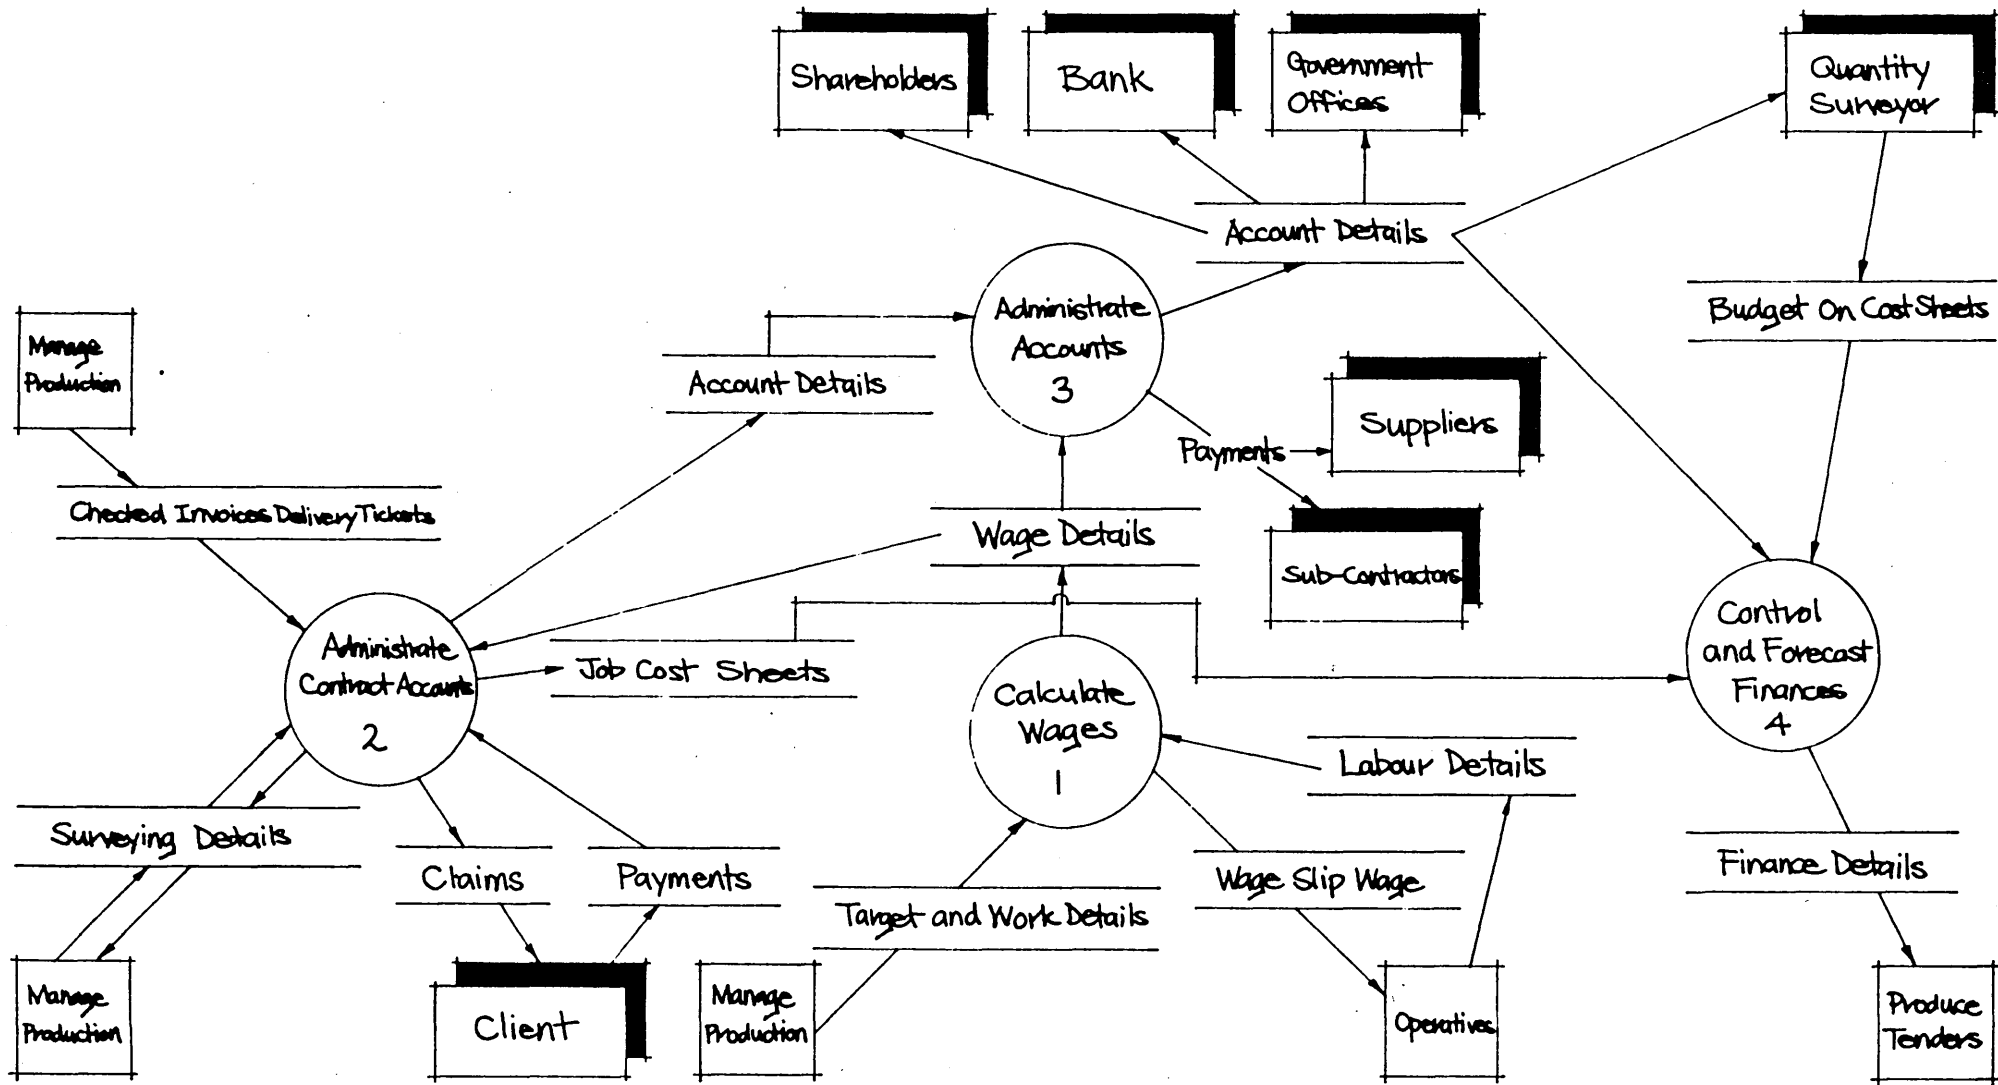 Shareholders
Bank
Government
Offices
Quantity
Surveyor
Account Details
Budget On Cost Sheets
Administrate
Accounts
3
Manage
Production
Account Details
Suppliers
Payments
Checked Invoices Delivery Tickets
Wage Details
Sub-Contractors
Administrate
Contract Accounts
2
Job Cost Sheets
Control
and Forecast
Finances
4
Calculate
Wages
1
Labour Details
Surveying Details
Claims
Payments
Wage Slip Wage
Finance Details
Target and Work Details
Manage
Production
Client
Manage
Production
Operatives
Produce
Tenders